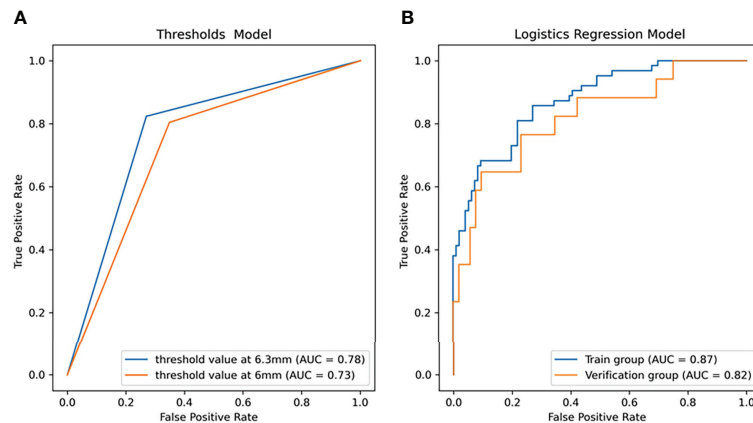 A
Thresholds Model
True Positive Rate
1.0
0.8
0.6
0.4
0.2
0.0
threshold value at 6.3mm (AUC = 0.78)
threshold value at 6mm (AUC = 0.73)
0.0 0.2 0.4 0.6 0.8 1.0
False Positive Rate
B
Logistics Regression Model
True Positive Rate
1.0
0.8
0.6
0.4
0.2
0.0
Train group (AUC = 0.87)
Verification group (AUC = 0.82)
0.0 0.2 0.4 0.6 0.8 1.0
False Positive Rate